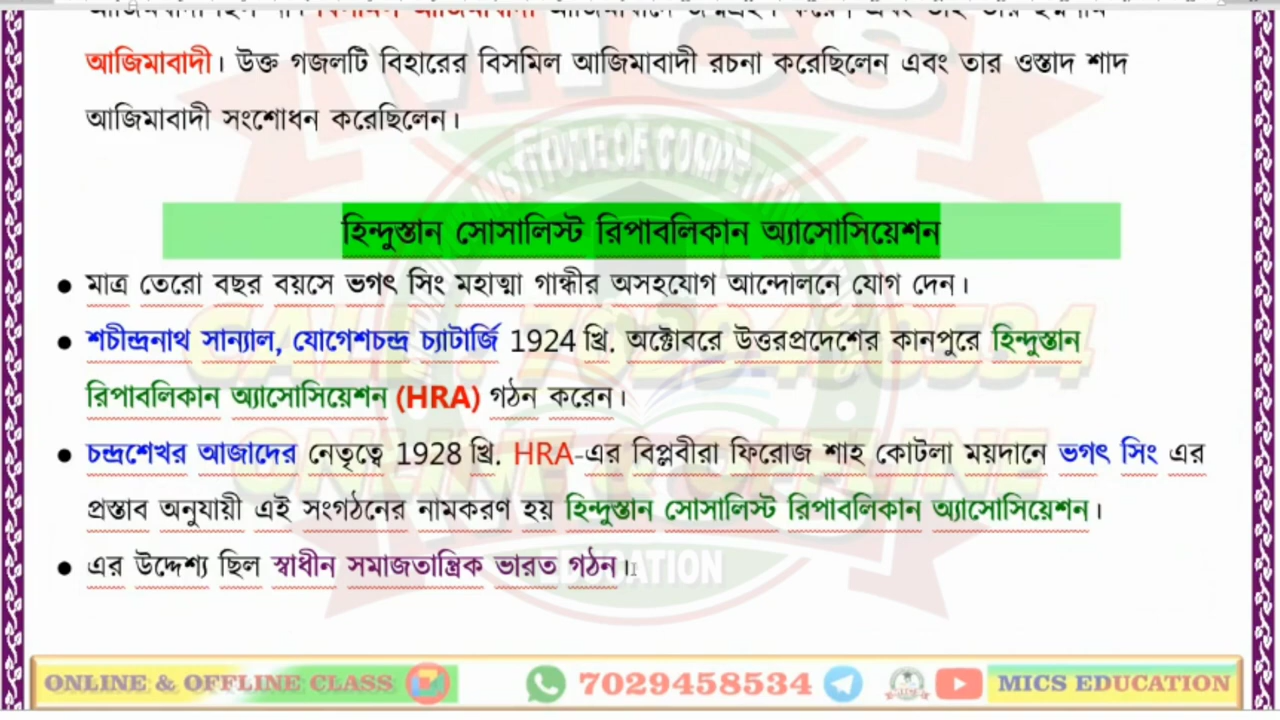 আজিমাবাদী। উক্ত গজলটি বিহারের বিসমিল আজিমাবাদী রচনা করেছিলেন এবং তার ওস্তাদ শাদ
আজিমাবাদী সংশোধন করেছিলেন।
হিন্দুস্তান সোসালিস্ট রিপাবলিকান অ্যাসোসিয়েশন
● মাত্র তেরো বছর বয়সে ভগৎ সিং মহাত্মা গান্ধীর অসহযোগ আন্দোলনে যোগ দেন।
● শচীন্দ্রনাথ সান্যাল, যোগেশচন্দ্র চ্যাটার্জি 1924 খ্রি. অক্টোবরে উত্তরপ্রদেশের কানপুরে হিন্দুস্তান
রিপাবলিকান অ্যাসোসিয়েশন (HRA) গঠন করেন।
● চন্দ্রশেখর আজাদের নেতৃত্বে 1928 খ্রি. HRA-এর বিপ্লবীরা ফিরোজ শাহ কোটলা ময়দানে ভগৎ সিং এর
প্রস্তাব অনুযায়ী এই সংগঠনের নামকরণ হয় হিন্দুস্তান সোসালিস্ট রিপাবলিকান অ্যাসোসিয়েশন।
● এর উদ্দেশ্য ছিল স্বাধীন সমাজতান্ত্রিক ভারত গঠন।
ONLINE & OFFLINE CLASS 7029458534 MICS EDUCATION